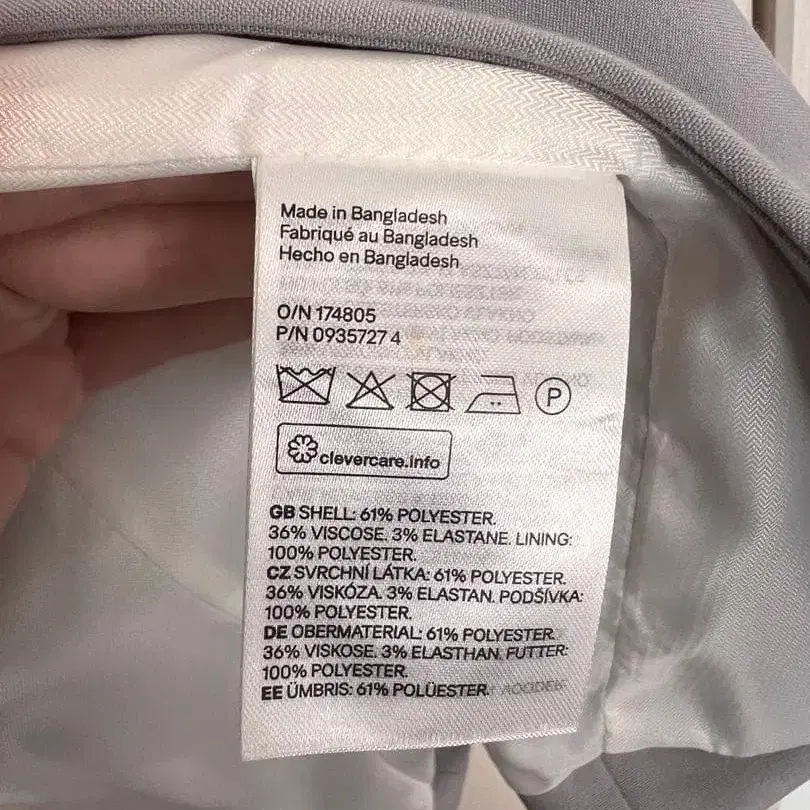 Made in Bangladesh
Fabriqué au Bangladesh
Hecho en Bangladesh
O/N 174805
P/N 0935727 4
P
clevercare.info
GB SHELL: 61% POLYESTER.
36% VISCOSE. 3% ELASTANE. LINING:
100% POLYESTER.
CZ SVRCHNÍ LÁTKA: 61% POLYESTER.
36% VISKÓZA. 3% ELASTAN. PODŠÍVKA:
100% POLYESTER.
DE OBERMATERIAL: 61% POLYESTER.
36% VISKOSE. 3% ELASTHAN. FUTTER:
100% POLYESTER.
EE ÜMBRIS: 61% POLÜESTER.